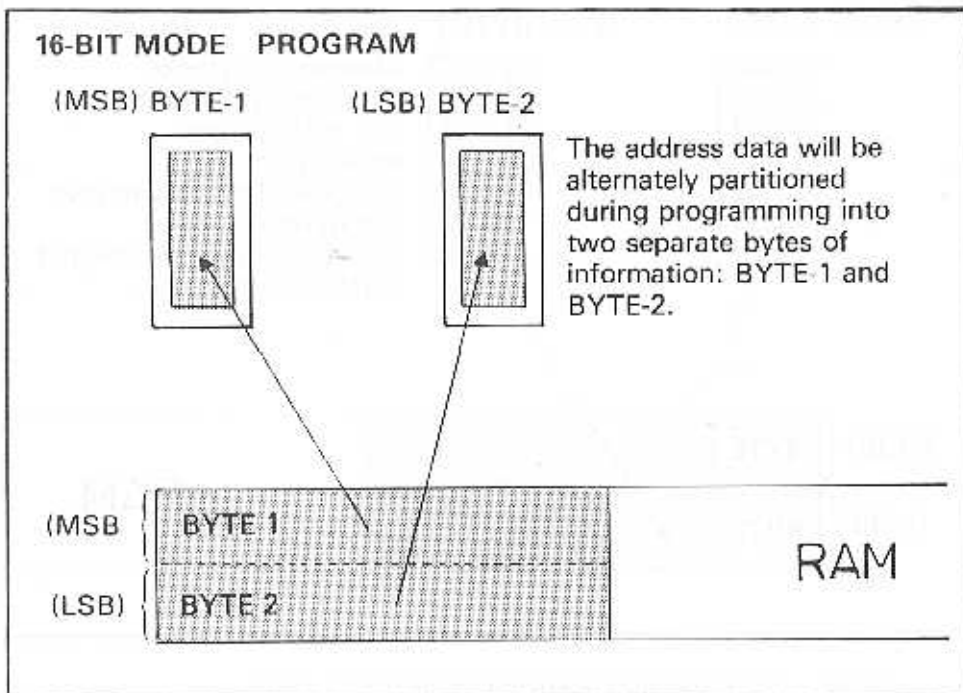 16-BIT MODE PROGRAM
(MSB) BYTE-1 (LSB) BYTE-2
The address data will be
alternately partitioned
during programming into
two separate bytes of
information: BYTE-1 and
BYTE-2.
(MSB BYTE 1
RAM
(LSB) BYTE 2